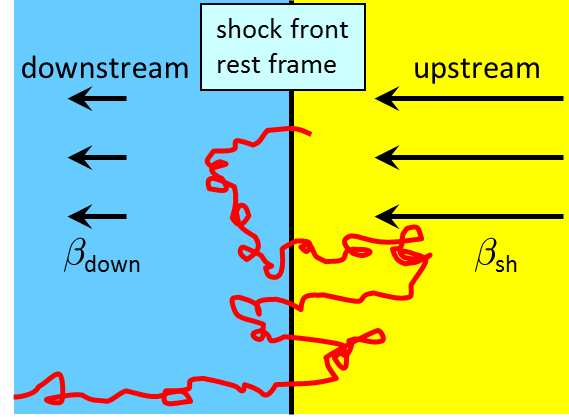 shock front
rest frame
downstream
upstream
βdown
βsh